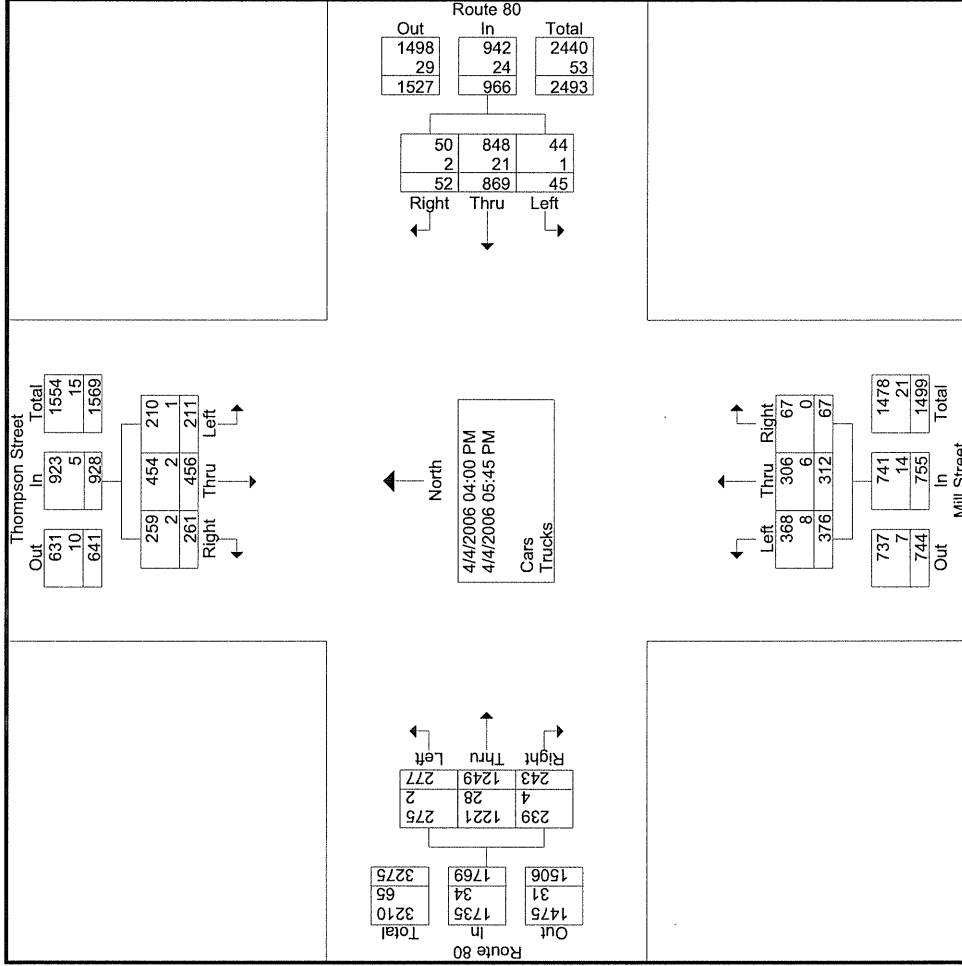 Route 80
Out In Total
1498 942 2440
29 24 53
1527 966 2493
50 848 44
2 21 1
52 869 45
Right Thru Left
Thompson Street
Out In Total
631 923 1554
10 5 15
641 928 1569
259 454 210
2 2 1
261 456 211
Right Thru Left
North
4/4/2006 04:00 PM
4/4/2006 05:45 PM
Cars
Trucks
Left Thru Right
368 306 67
8 6 0
376 312 67
737 741 1478
7 14 21
744 755 1499
Out In Total
Mill Street
Left Thru Right
277 1249 243
2 28 4
275 1221 239
3275 1769 1506
65 34 31
3210 1735 1475
Total In Out
Route 80